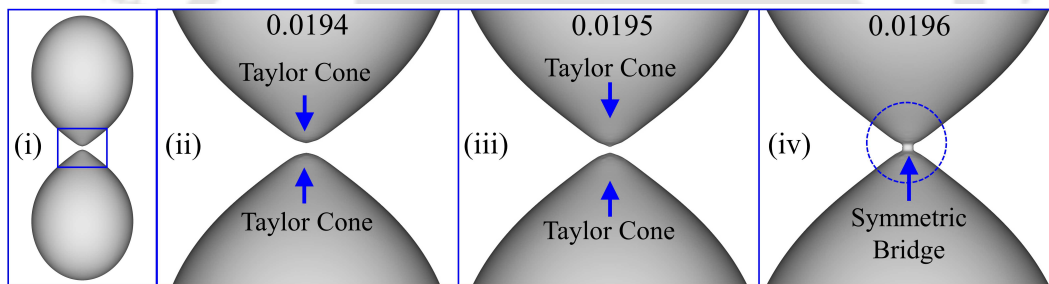 (i)
(ii)
0.0194
Taylor Cone
Taylor Cone
(iii)
0.0195
Taylor Cone
Taylor Cone
(iv)
0.0196
Symmetric
Bridge